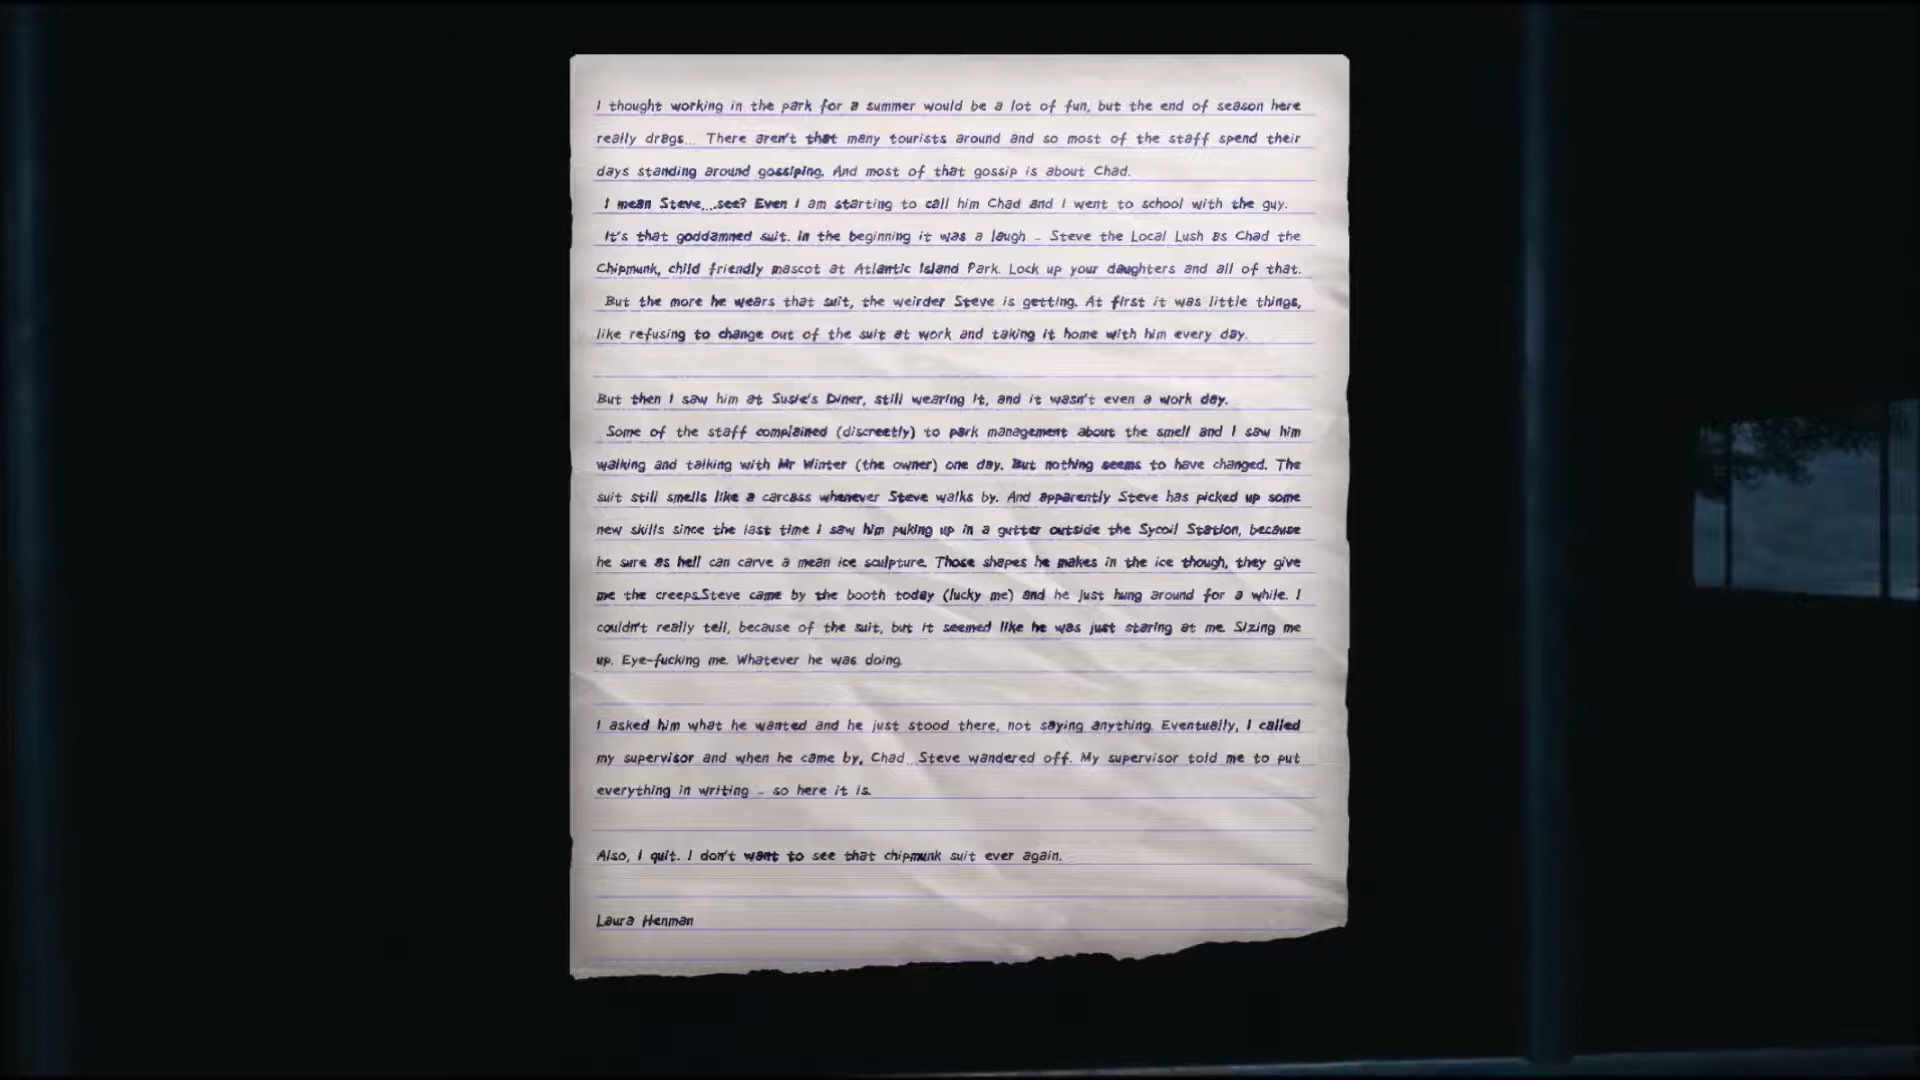 I thought working in the park for a summer would be a lot of fun, but the end of season here
really drags... There aren't that many tourists around and so most of the staff spend their
days standing around gossiping. And most of that gossip is about Chad.
I mean Steve...see? Even I am starting to call him Chad and I went to school with the guy.
It's that goddamned suit. In the beginning it was a laugh - Steve the Local Lush as Chad the
Chipmunk, child friendly mascot at Atlantic Island Park. Lock up your daughters and all of that.
But the more he wears that suit, the weirder Steve is getting. At first it was little things,
like refusing to change out of the suit at work and taking it home with him every day.
But then I saw him at Susie's Diner, still wearing it, and it wasn't even a work day.
Some of the staff complained (discreetly) to park management about the smell and I saw him
walking and talking with Mr Winter (the owner) one day. But nothing seems to have changed. The
suit still smells like a carcass whenever Steve walks by. And apparently Steve has picked up some
new skills since the last time I saw him puking up in a gutter outside the Sycoil Station, because
he sure as hell can carve a mean ice sculpture. Those shapes he makes in the ice though, they give
me the creeps.Steve came by the booth today (lucky me) and he just hung around for a while. I
couldn't really tell, because of the suit, but it seemed like he was just staring at me. Sizing me
up. Eye-fucking me. Whatever he was doing.
I asked him what he wanted and he just stood there, not saying anything. Eventually, I called
my supervisor and when he came by, Chad...Steve wandered off. My supervisor told me to put
everything in writing - so here it is.
Also, I quit. I don't want to see that chipmunk suit ever again.
Laura Henman